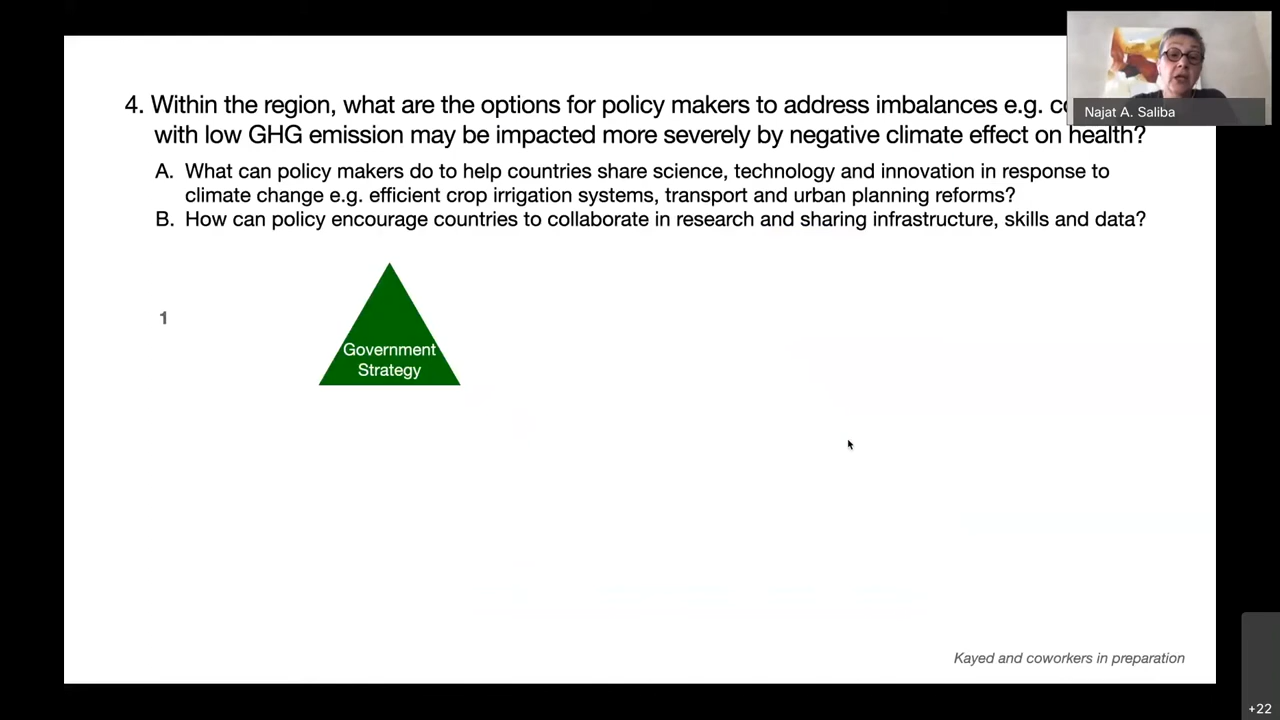 4. Within the region, what are the options for policy makers to address imbalances e.g.
with low GHG emission may be impacted more severely by negative climate effect on health?
A. What can policy makers do to help countries share science, technology and innovation in response to
climate change e.g. efficient crop irrigation systems, transport and urban planning reforms?
B. How can policy encourage countries to collaborate in research and sharing infrastructure, skills and data?
1
Government
Strategy
Kayed and coworkers in preparation
Najat A. Saliba
+22